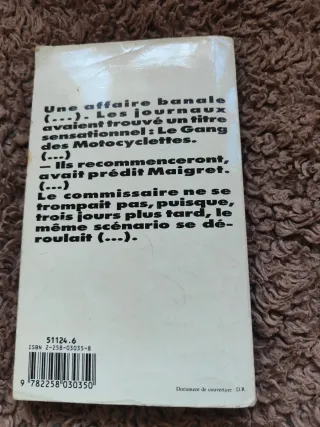 Une affaire banale
(...). Les journaux
avaient trouvé un titre
sensationnel : Le Gang
des Motocyclettes.
(...)
— Ils recommenceront,
avait prédit Maigret.
(...)
Le commissaire ne se
trompait pas, puisque,
trois jours plus tard, le
même scénario se dé-
roulait (...).
51124.6
ISBN 2-258-03035-8
9 782258 030350
Document de couverture : D.R.